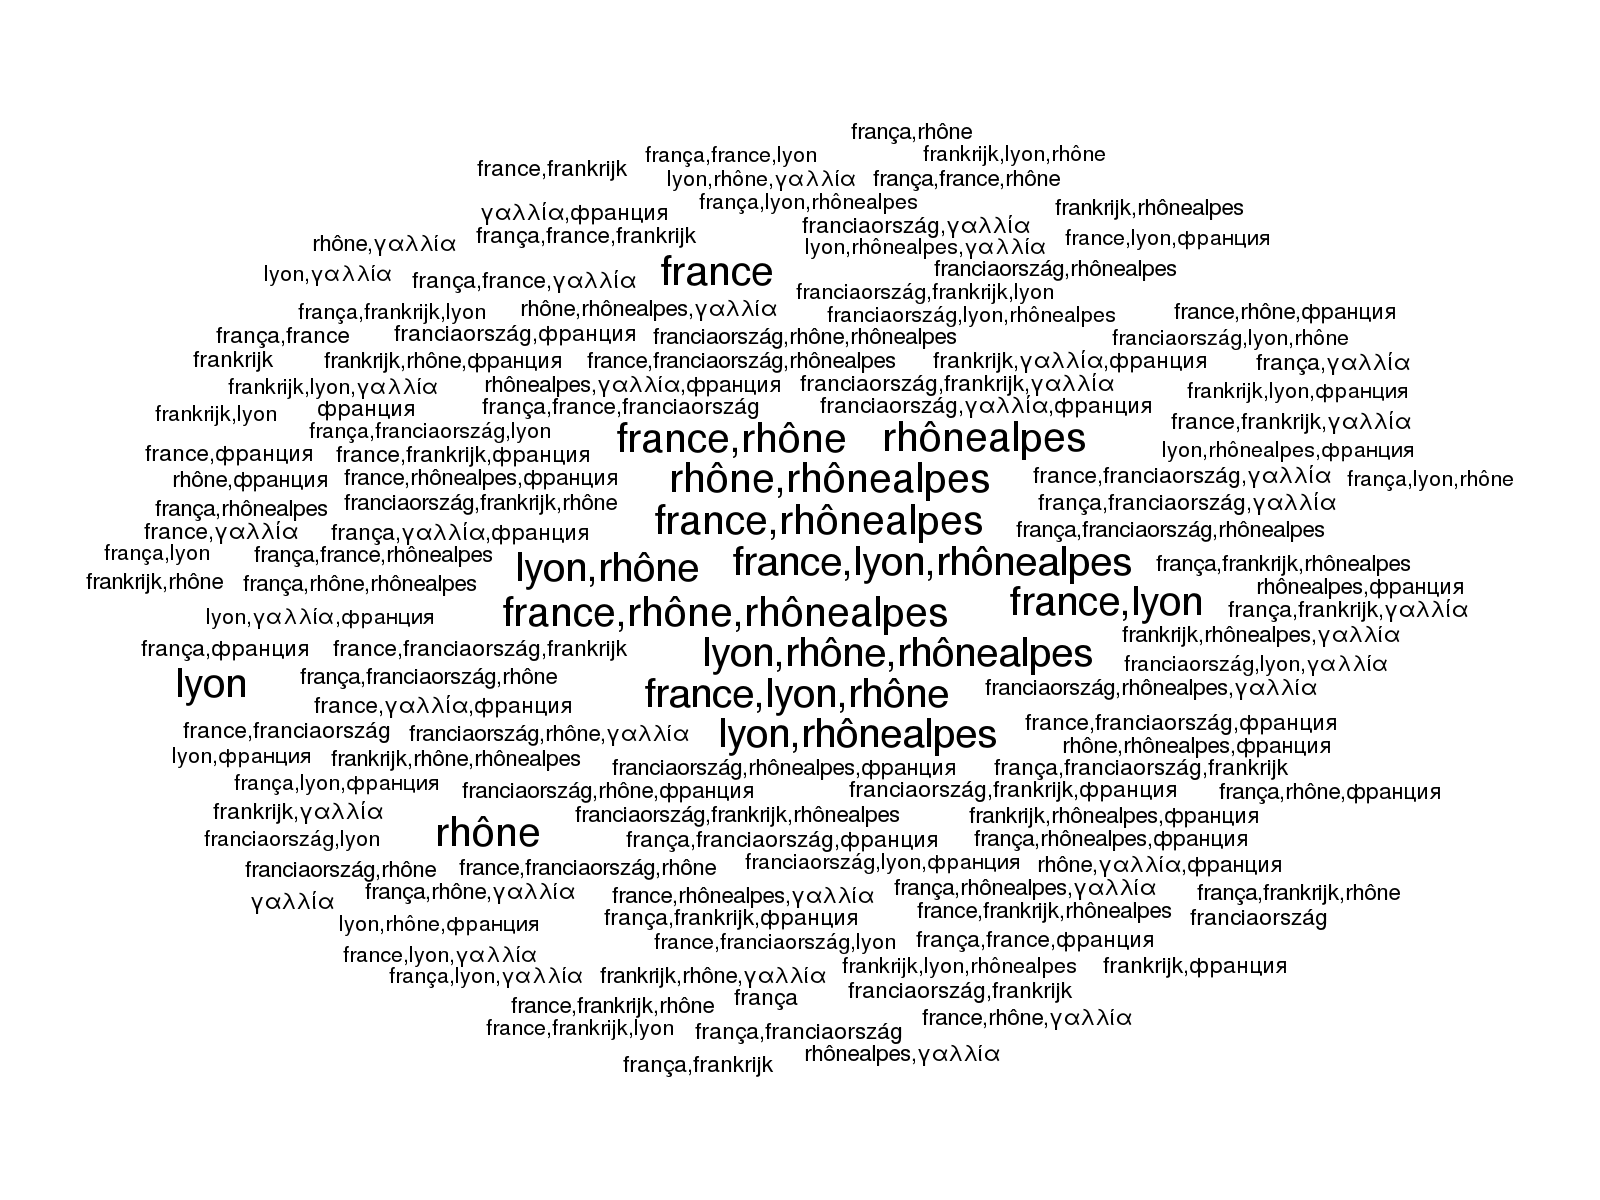 frança,rhône
frança,france,lyon
frankrijk,lyon,rhône
france,frankrijk
lyon,rhône,γαλλία
frança,france,rhône
frança,lyon,rhônealpes
frankrijk,rhônealpes
γαλλία,франция
franciaország,γαλλία
frança,france,frankrijk
france,lyon,франция
rhône,γαλλία
lyon,rhônealpes,γαλλία
lyon,γαλλία
frança,france,γαλλία
france
franciaország,rhônealpes
franciaország,frankrijk,lyon
frança,frankrijk,lyon
rhône,rhônealpes,γαλλία
franciaország,lyon,rhônealpes
france,rhône,франция
frança,france
franciaország,франция
franciaország,rhône,rhônealpes
franciaország,lyon,rhône
frankrijk
frankrijk,rhône,франция
france,franciaország,rhônealpes
frankrijk,γαλλία,франция
frança,γαλλία
frankrijk,lyon,γαλλία
rhônealpes,γαλλία,франция
franciaország,frankrijk,γαλλία
frankrijk,lyon,франция
frankrijk,lyon
франция
frança,france,franciaország
franciaország,γαλλία,франция
france,frankrijk,γαλλία
frança,franciaország,lyon
france,rhône
rhônealpes
lyon,rhônealpes,франция
france,франция
france,frankrijk,франция
rhône,франция
france,rhônealpes,франция
rhône,rhônealpes
france,franciaország,γαλλία
frança,lyon,rhône
frança,rhônealpes
franciaország,frankrijk,rhône
frança,franciaország,γαλλία
france,γαλλία
frança,γαλλία,франция
france,rhônealpes
frança,franciaország,rhônealpes
frança,lyon
frança,france,rhônealpes
lyon,rhône
france,lyon,rhônealpes
frança,frankrijk,rhônealpes
frankrijk,rhône
frança,rhône,rhônealpes
rhônealpes,франция
lyon,γαλλία,франция
france,rhône,rhônealpes
france,lyon
frança,frankrijk,γαλλία
frankrijk,rhônealpes,γαλλία
frança,франция
france,franciaország,frankrijk
lyon,rhône,rhônealpes
franciaország,lyon,γαλλία
lyon
frança,franciaország,rhône
france,lyon,rhône
franciaország,rhônealpes,γαλλία
france,γαλλία,франция
france,franciaország
franciaország,rhône,γαλλία
lyon,rhônealpes
france,franciaország,франция
rhône,rhônealpes,франция
lyon,франция
frankrijk,rhône,rhônealpes
franciaország,rhônealpes,франция
frança,franciaország,frankrijk
frança,lyon,франция
franciaország,rhône,франция
franciaország,frankrijk,франция
frança,rhône,франция
frankrijk,γαλλία
franciaország,frankrijk,rhônealpes
frankrijk,rhônealpes,франция
franciaország,lyon
rhône
frança,franciaország,франция
frança,rhônealpes,франция
franciaország,rhône
france,franciaország,rhône
franciaország,lyon,франция
rhône,γαλλία,франция
γαλλία
frança,rhône,γαλλία
france,rhônealpes,γαλλία
frança,rhônealpes,γαλλία
frança,frankrijk,rhône
lyon,rhône,франция
frança,frankrijk,франция
france,frankrijk,rhônealpes
franciaország
france,franciaország,lyon
frança,france,франция
france,lyon,γαλλία
frança,lyon,γαλλία
frankrijk,rhône,γαλλία
frankrijk,lyon,rhônealpes
frankrijk,франция
france,frankrijk,rhône
frança
franciaország,frankrijk
france,frankrijk,lyon
frança,franciaország
france,rhône,γαλλία
frança,frankrijk
rhônealpes,γαλλία